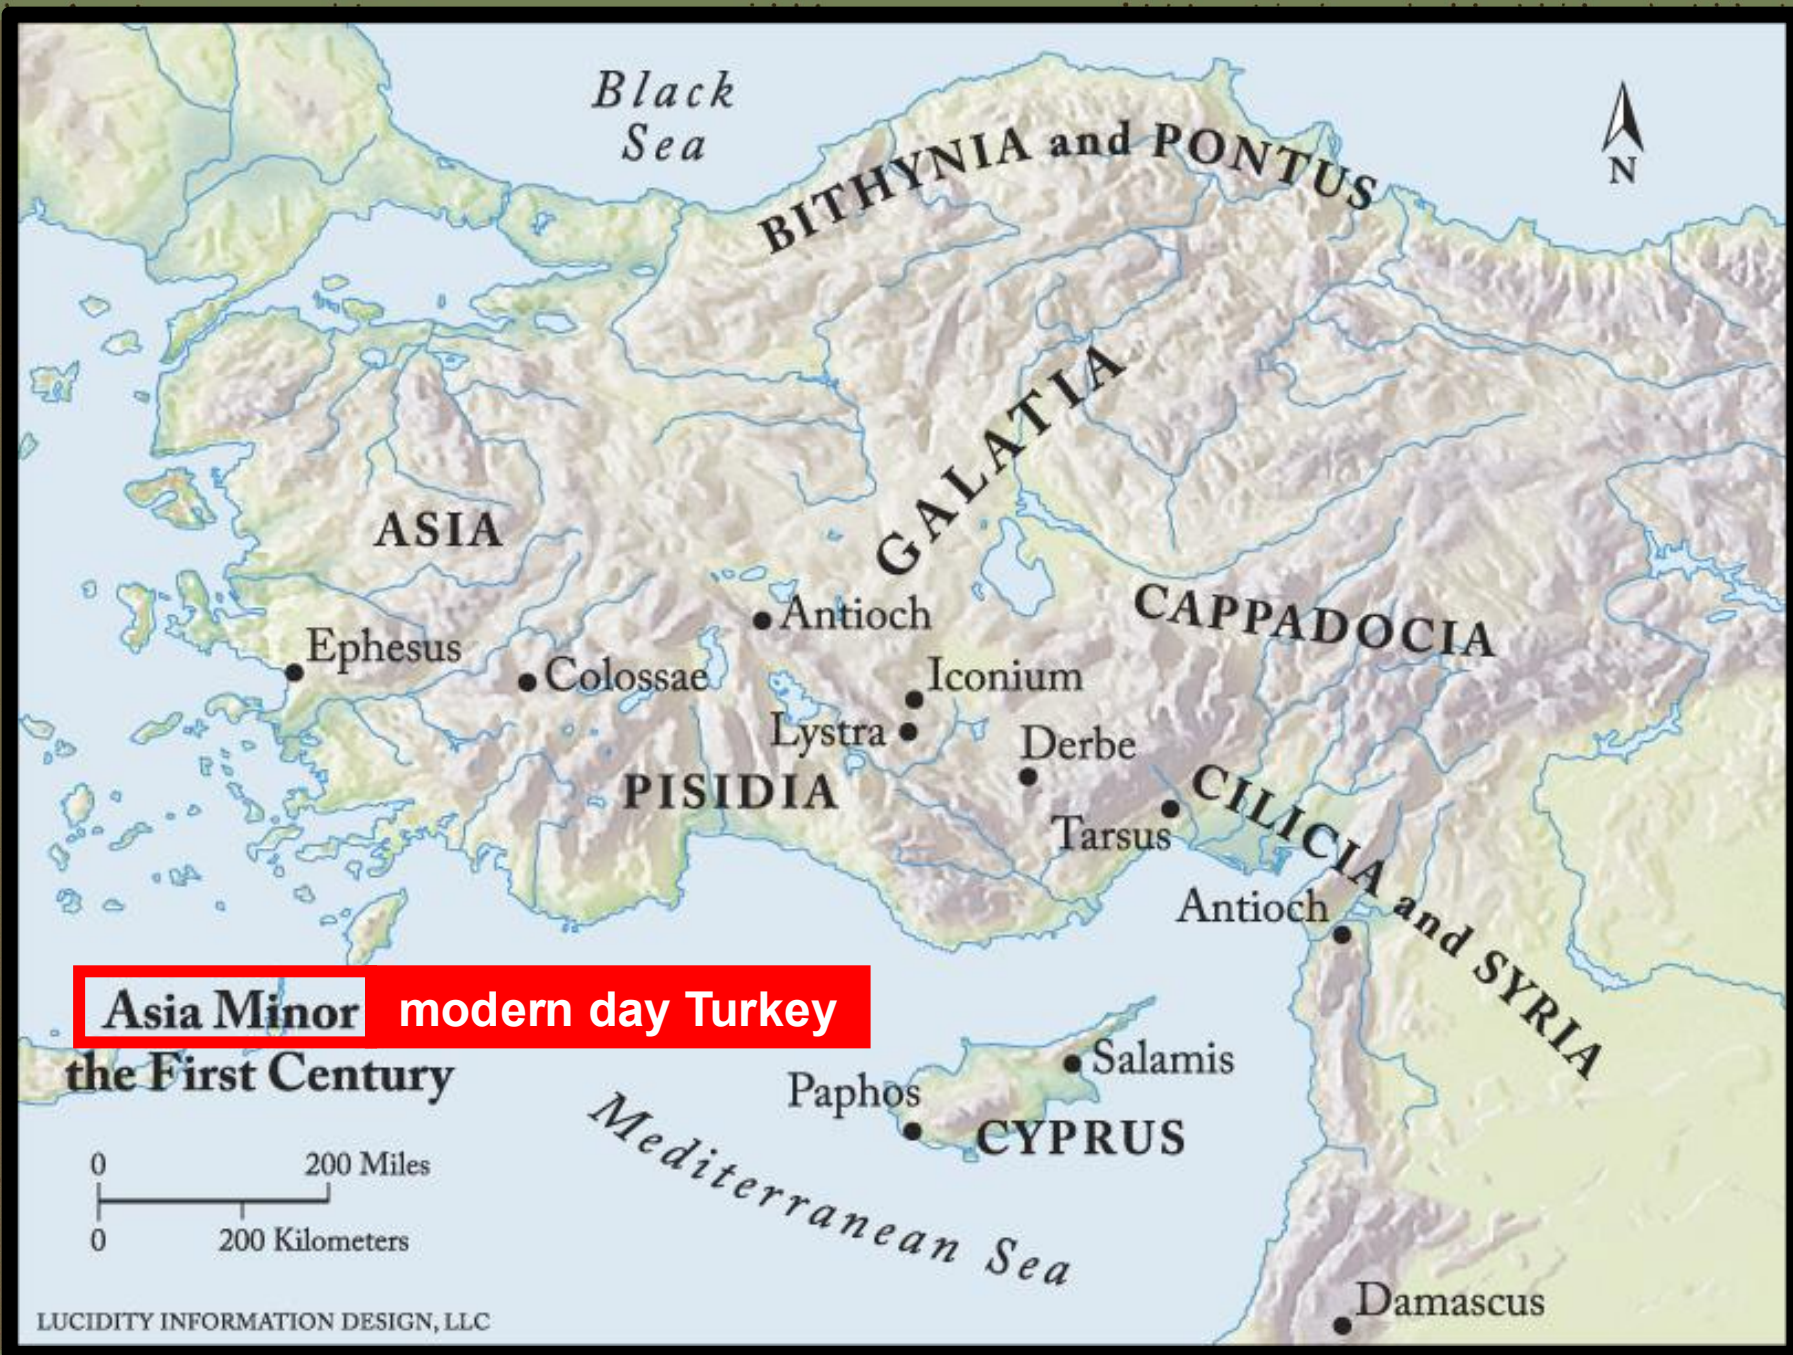 Black
Sea
N
BITHYNIA and PONTUS
GALATIA
ASIA
CAPPADOCIA
Antioch
Ephesus
Colossae
Iconium
Lystra
Derbe
PISIDIA
CILICIA and SYRIA
Tarsus
Antioch
Asia Minor modern day Turkey
the First Century
Salamis
Paphos
CYPRUS
Mediterranean Sea
0 200 Miles
0 200 Kilometers
Damascus
LUCIDITY INFORMATION DESIGN, LLC